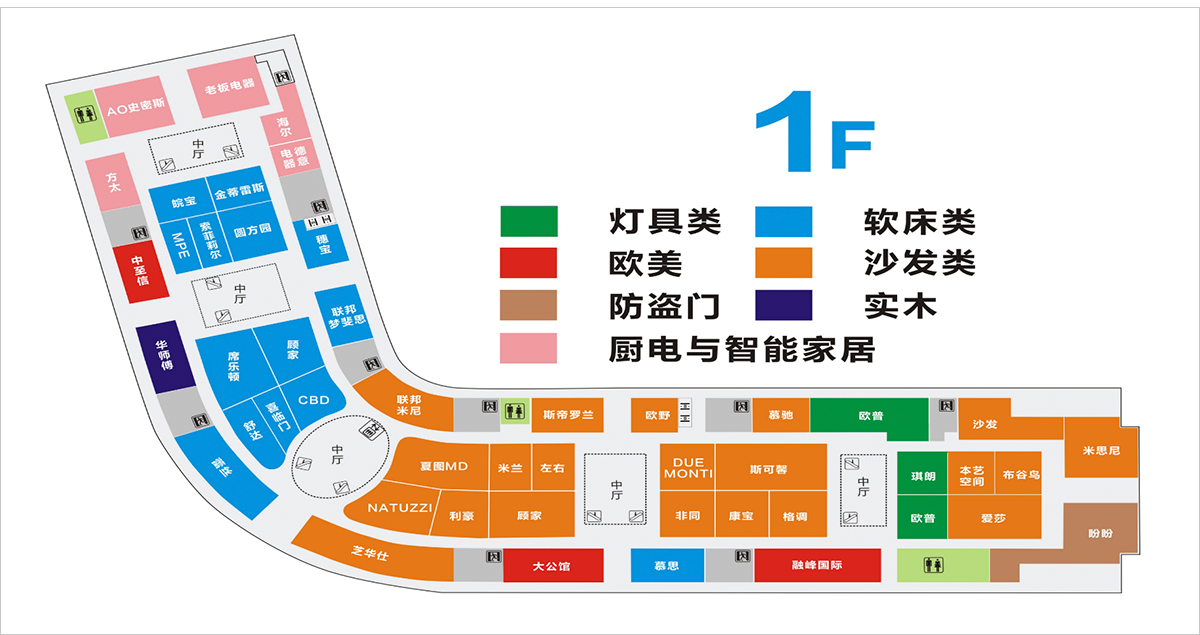 1F
灯具类
软床类
欧美
沙发类
防盗门
实木
厨电与智能家居
AO史密斯
老板电器
海尔
中厅
德意
电器
方太
皖宝
金蒂雷斯
MPE
索菲莉尔
圆方园
穗宝
中至信
中厅
联邦
梦斐思
华师傅
席乐顿
顾家
CBD
喜临门
舒达
蕾丝
中厅
联邦
米尼
斯帝罗兰
欧野
慕驰
欧普
沙发
米思尼
夏图MD
米兰
左右
NATUZZI
利豪
顾家
中厅
DUE
MONTI
斯可馨
非同
康宝
格调
中厅
琪朗
本艺
空间
布谷鸟
欧普
爱莎
盼盼
芝华仕
大公馆
慕思
融峰国际